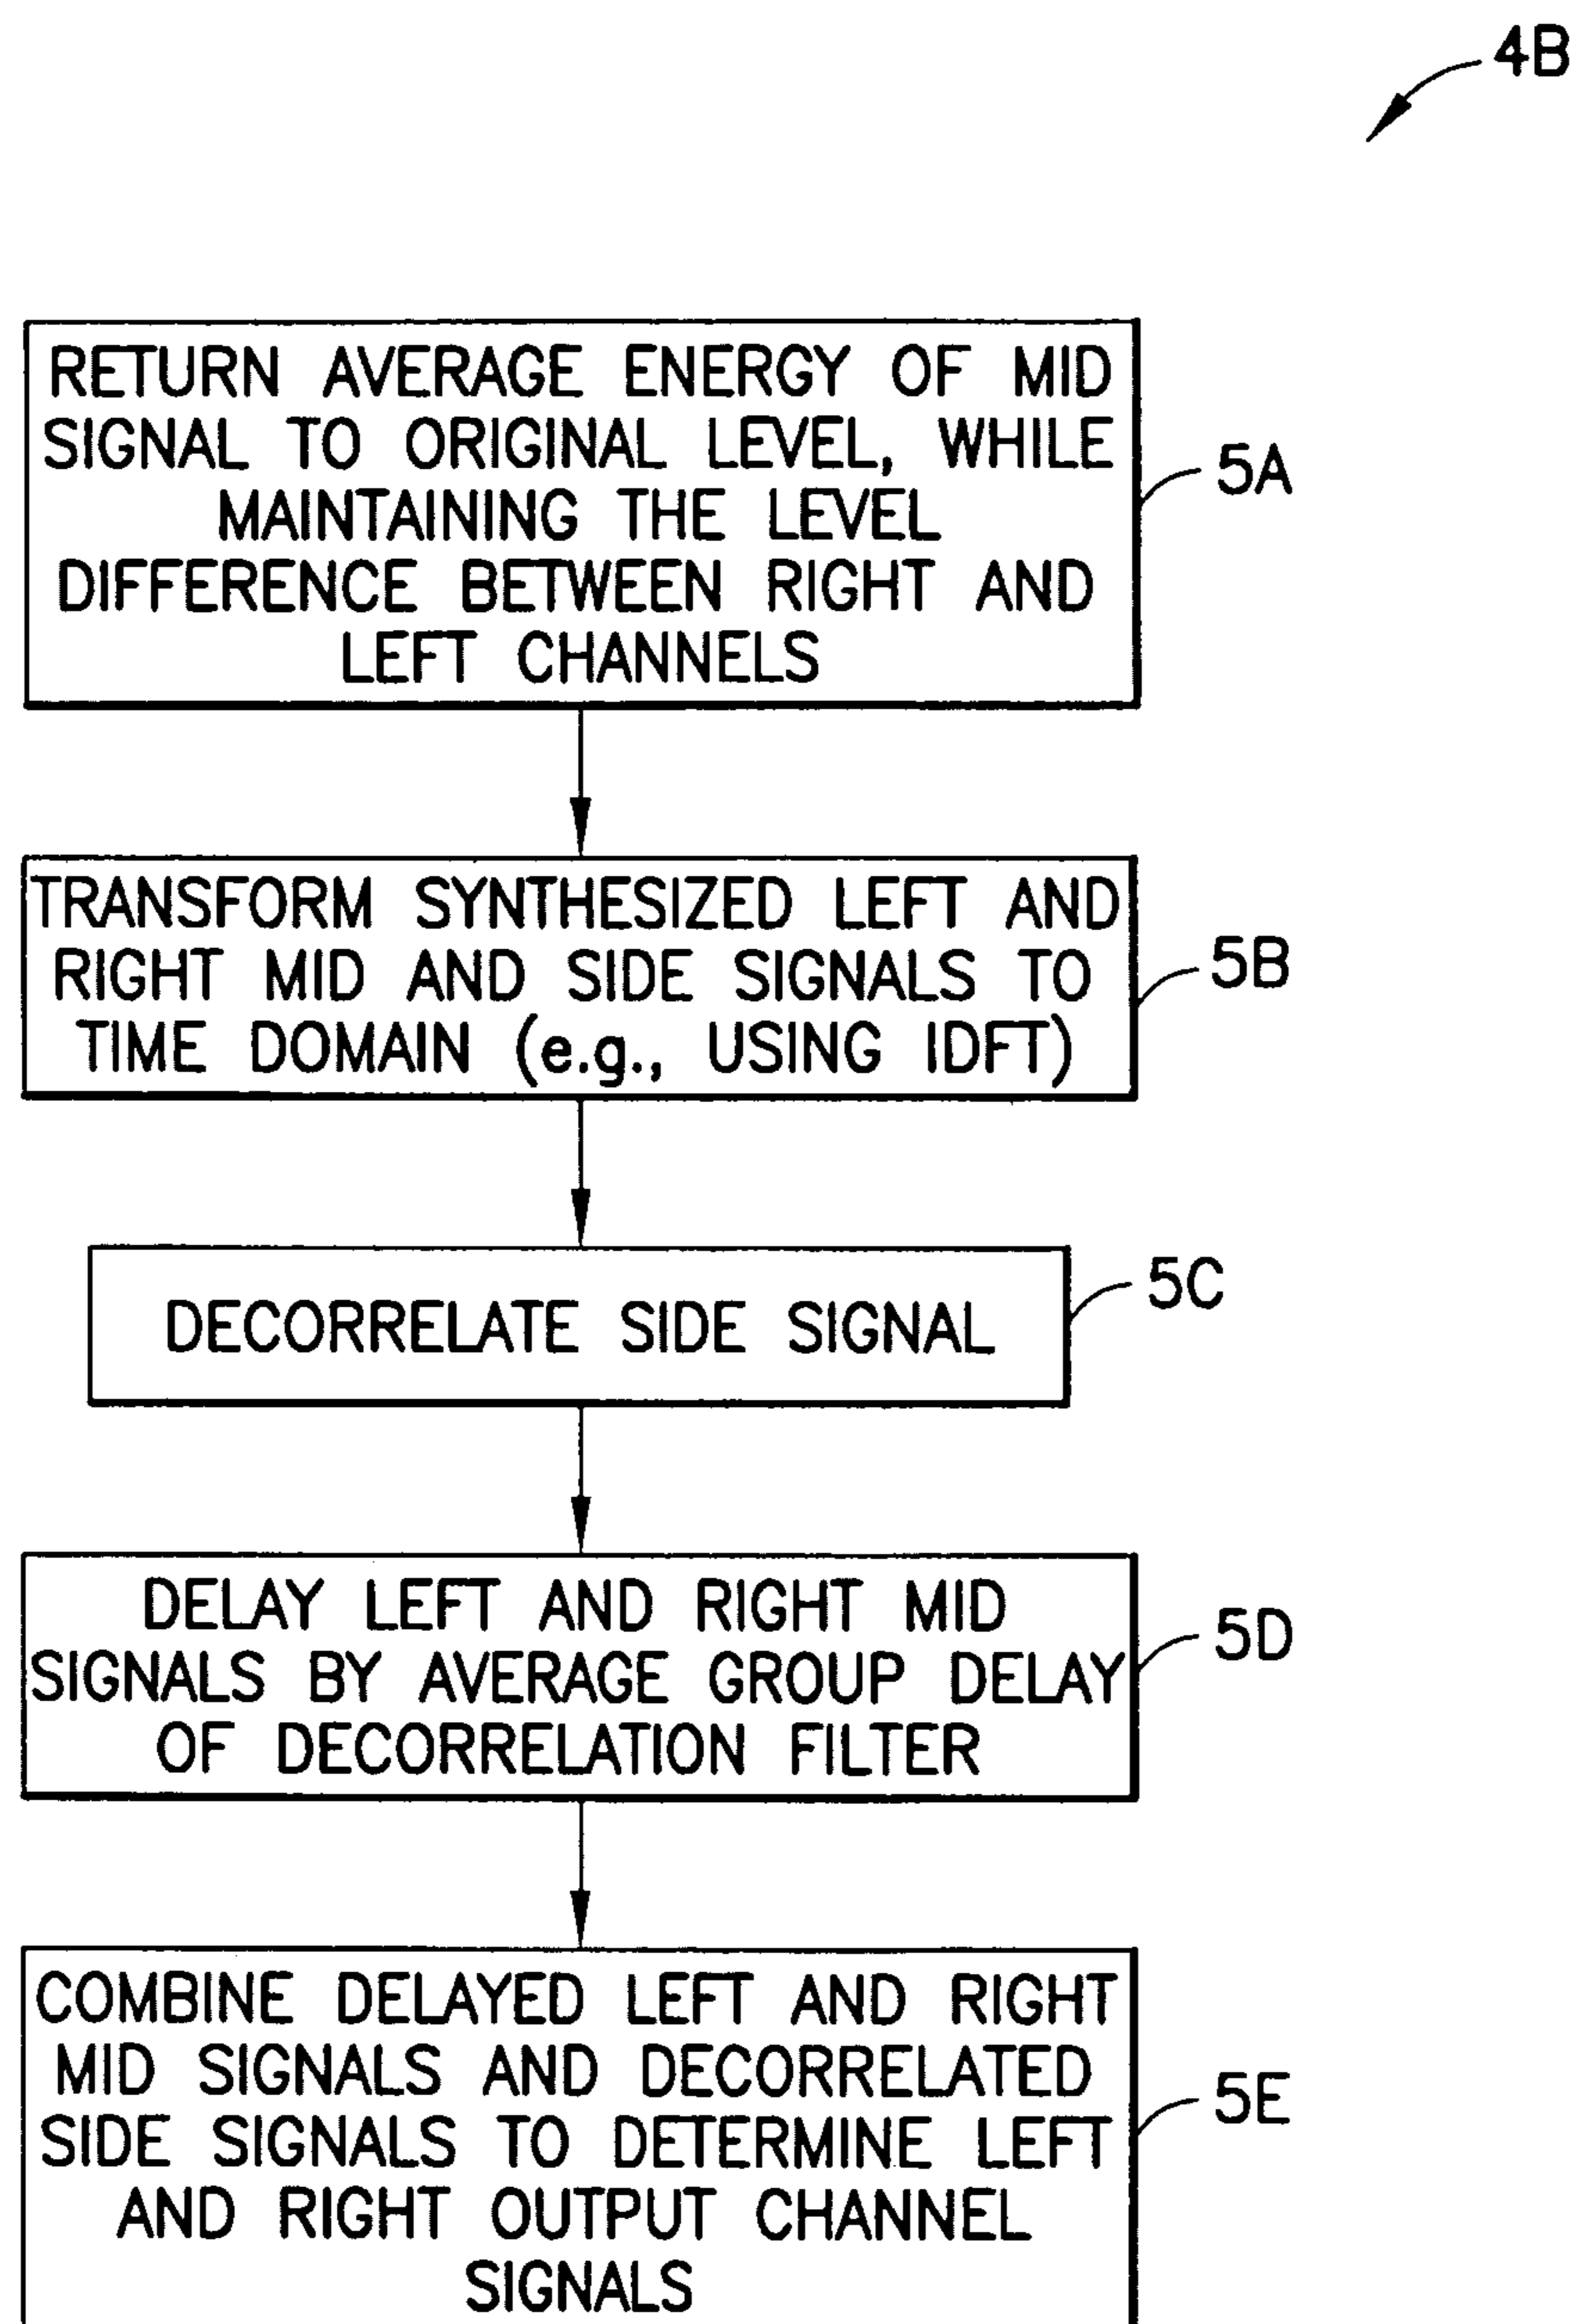 4B
RETURN AVERAGE ENERGY OF MID
SIGNAL TO ORIGINAL LEVEL, WHILE
MAINTAINING THE LEVEL
DIFFERENCE BETWEEN RIGHT AND
LEFT CHANNELS
5A
TRANSFORM SYNTHESIZED LEFT AND
RIGHT MID AND SIDE SIGNALS TO
TIME DOMAIN (e.g., USING IDFT)
5B
DECORRELATE SIDE SIGNAL
5C
DELAY LEFT AND RIGHT MID
SIGNALS BY AVERAGE GROUP DELAY
OF DECORRELATION FILTER
5D
COMBINE DELAYED LEFT AND RIGHT
MID SIGNALS AND DECORRELATED
SIDE SIGNALS TO DETERMINE LEFT
AND RIGHT OUTPUT CHANNEL
SIGNALS
5E